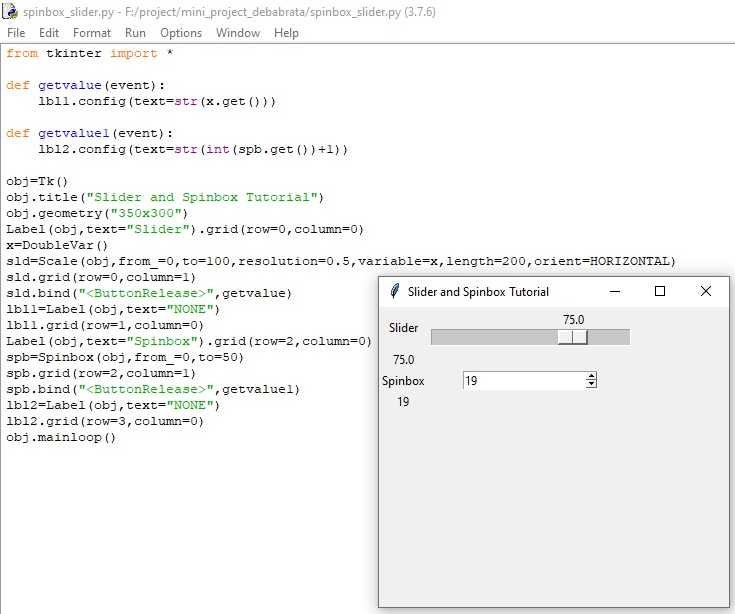 spinbox_slider.py - F:/project/mini_project_debabrata/spinbox_slider.py (3.7.6)
File Edit Format Run Options Window Help
from tkinter import *
def getvalue(event):
    lbl1.config(text=str(x.get()))
def getvalue1(event):
    lbl2.config(text=str(int(spb.get())+1))
obj=Tk()
obj.title("Slider and Spinbox Tutorial")
obj.geometry("350x300")
Label(obj,text="Slider").grid(row=0,column=0)
x=DoubleVar()
sld=Scale(obj,from_=0,to=100,resolution=0.5,variable=x,length=200,orient=HORIZONTAL)
sld.grid(row=0,column=1)
sld.bind("<ButtonRelease>",getvalue)
lbl1=Label(obj,text="NONE")
lbl1.grid(row=1,column=0)
Label(obj,text="Spinbox").grid(row=2,column=0)
spb=Spinbox(obj,from_=0,to=50)
spb.grid(row=2,column=1)
spb.bind("<ButtonRelease>",getvalue1)
lbl2=Label(obj,text="NONE")
lbl2.grid(row=3,column=0)
obj.mainloop()
Slider and Spinbox Tutorial
75.0
Slider
75.0
Spinbox 19
19